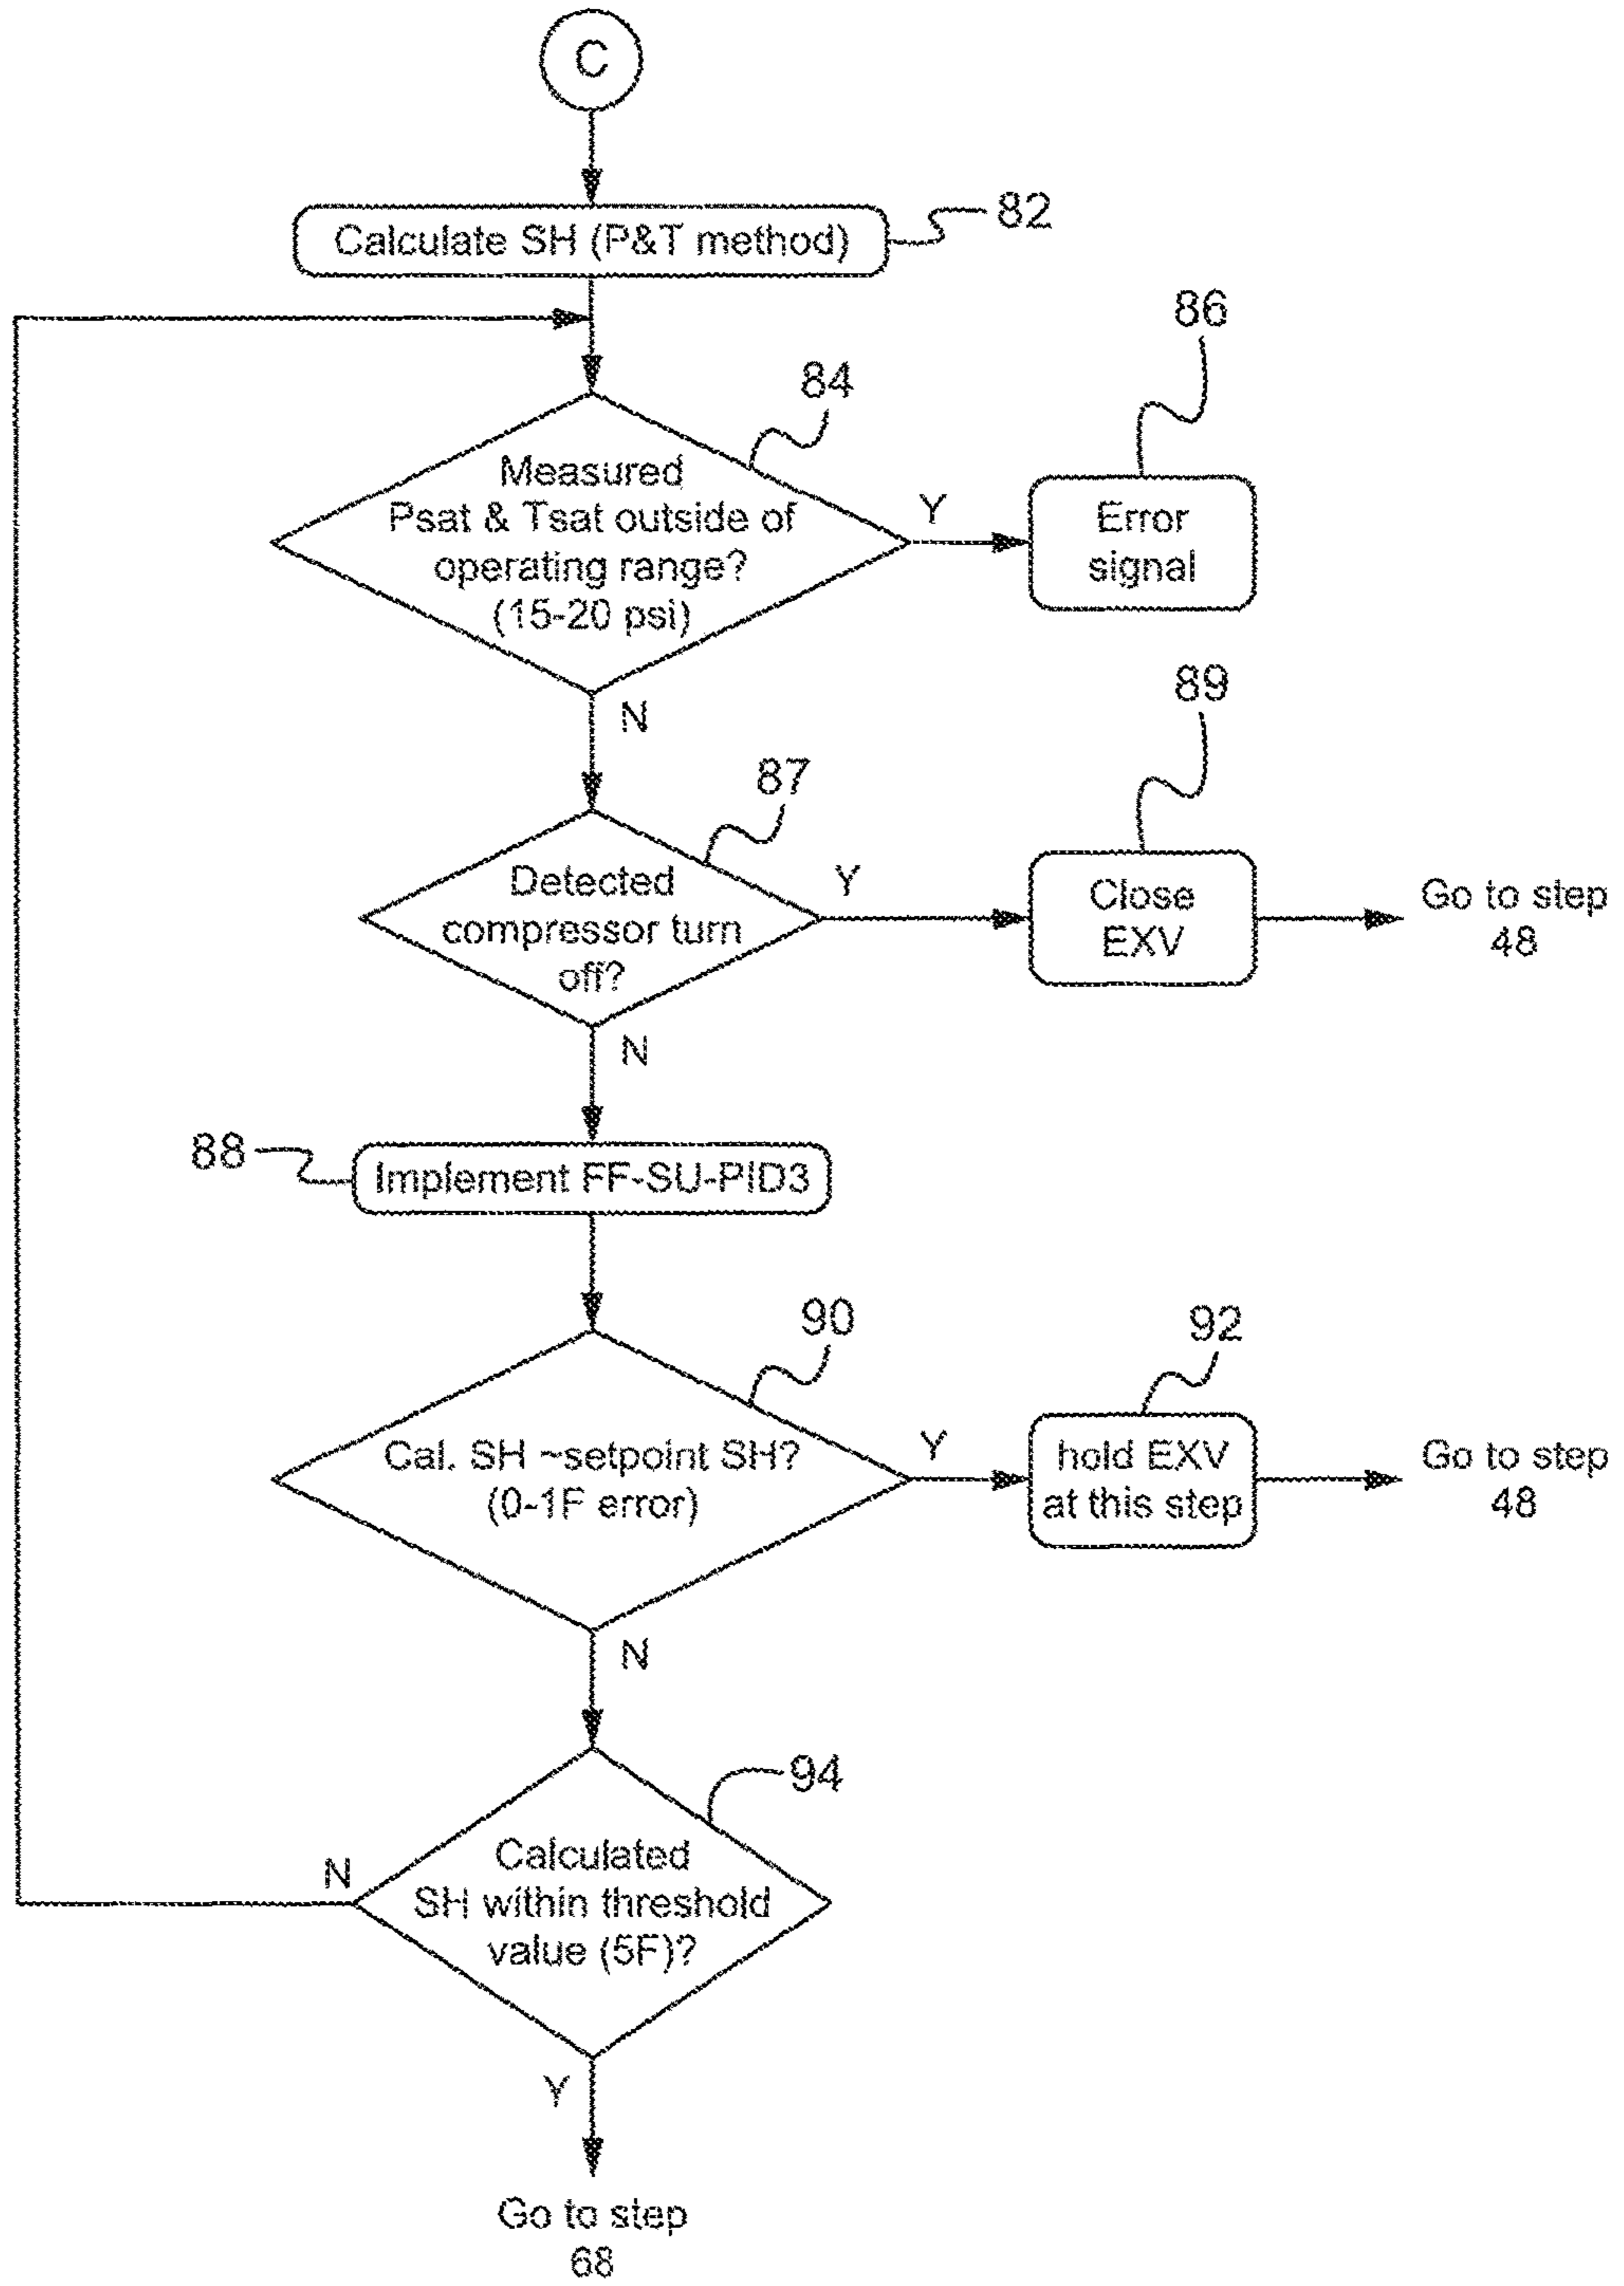 C
Calculate SH (P&T method)
82
84
Measured
Psat & Tsat outside of
operating range?
(15-20 psi)
Y
86
Error
signal
N
87
Detected
compressor turn
off?
Y
89
Close
EXV
Go to step
48
N
88
Implement FF-SU-PID3
90
Cal. SH ~setpoint SH?
(0-1F error)
Y
92
hold EXV
at this step
Go to step
48
N
94
Calculated
SH within threshold
value (5F)?
N
Y
Go to step
68